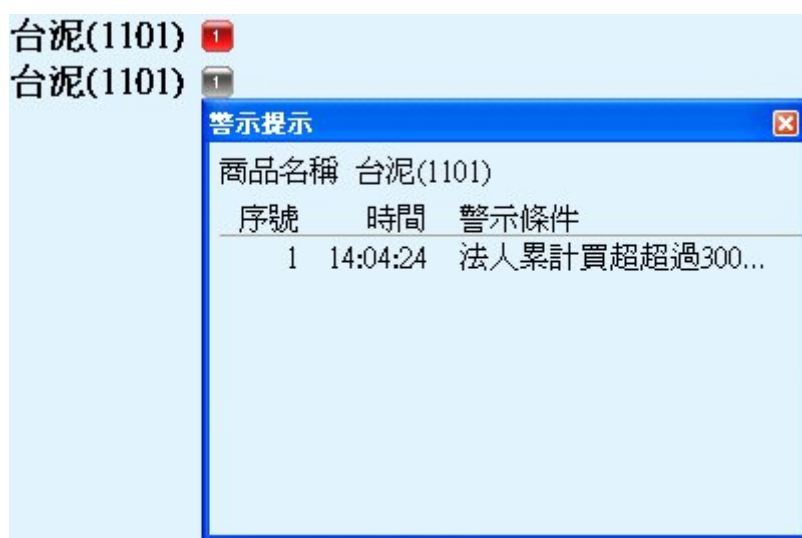 台泥(1101) 1
台泥(1101) 1
警示提示
商品名稱 台泥(1101)
序號 時間 警示條件
1 14:04:24 法人累計買超超過300...